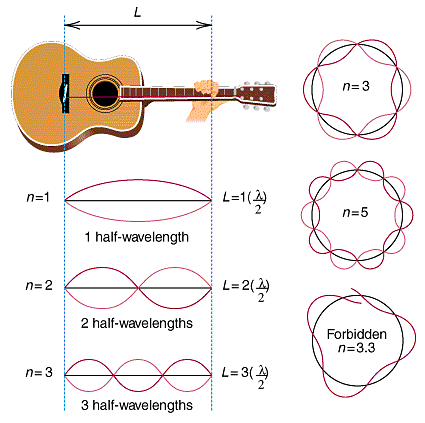 L
n=1
L=1(λ/2)
1 half-wavelength
n=2
L=2(λ/2)
2 half-wavelengths
n=3
L=3(λ/2)
3 half-wavelengths
n=3
n=5
Forbidden
n=3.3